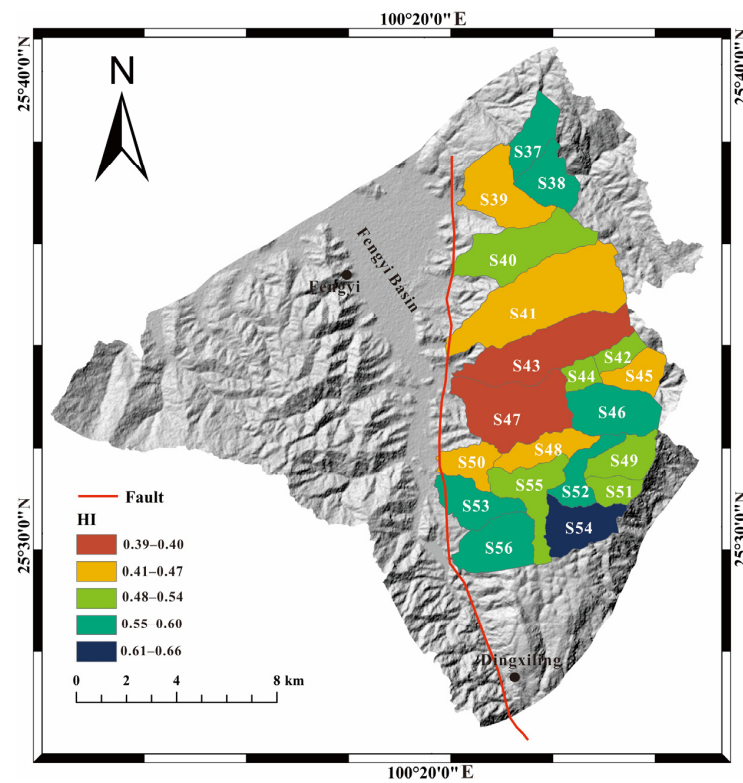 100°20'0" E
25°40'0"N
25°40'0"N
N
S37
S38
S39
S40
Fengyi Basin
Fengyi
S41
S43
S42
S44
S45
S47
S46
S48
S50
S49
S55
S52
S51
S53
S54
S56
25°30'0"N
25°30'0"N
Fault
HI
0.39–0.40
0.41–0.47
0.48–0.54
0.55–0.60
0.61–0.66
Dingxiling
0 2 4 8 km
100°20'0" E